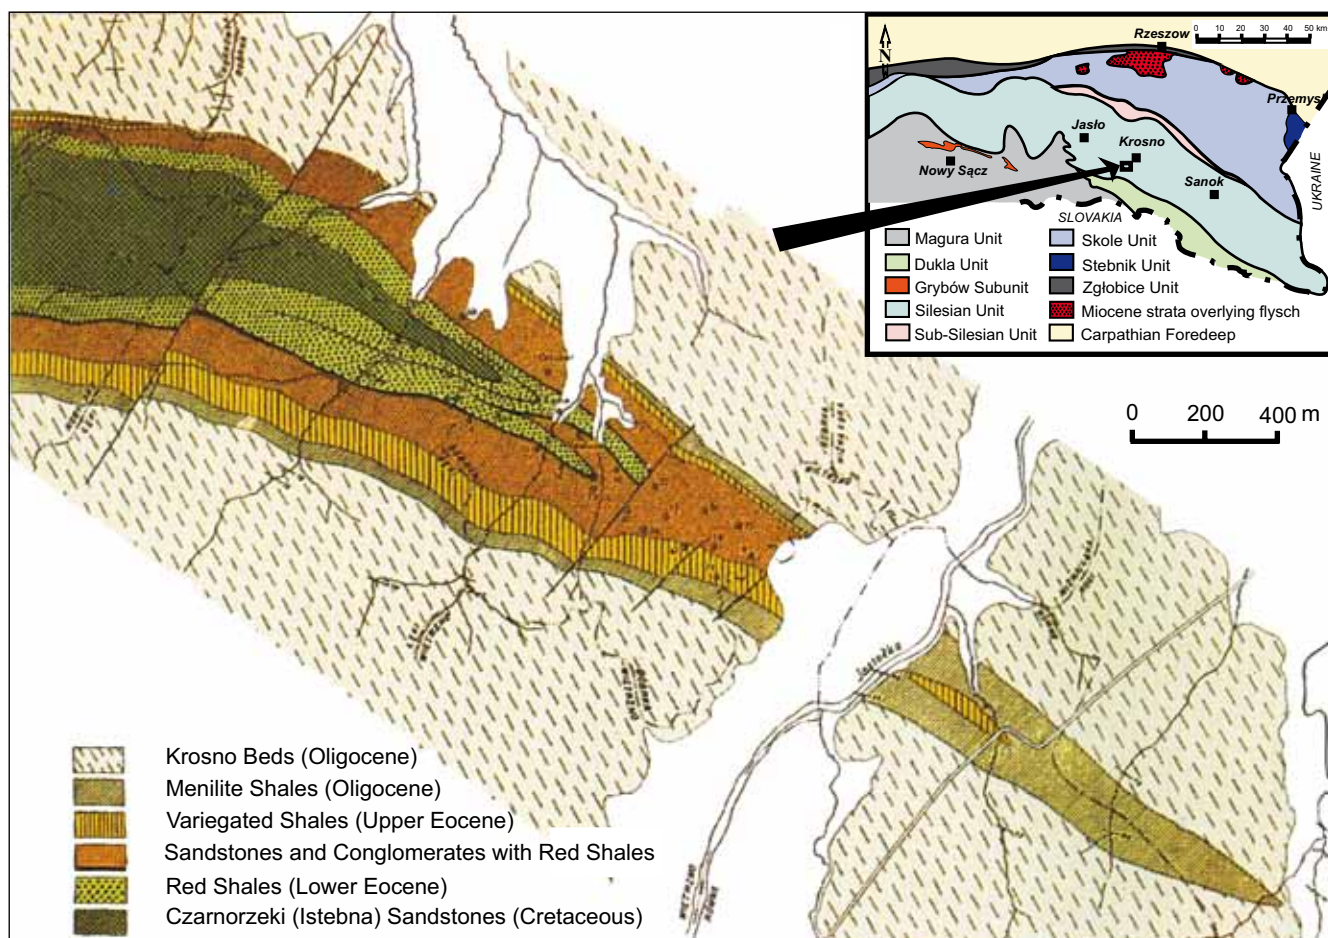 Rzeszow
0 10 20 30 40 50 km
N
Przemysl
Jasło
Krosno
Nowy Sącz
Sanok
UKRAINE
SLOVAKIA
Magura Unit
Dukla Unit
Grybów Subunit
Silesian Unit
Sub-Silesian Unit
Skole Unit
Stebnik Unit
Zgłobice Unit
Miocene strata overlying flysch
Carpathian Foredeep
0 200 400 m
Jasiołka
Krosno Beds (Oligocene)
Menilite Shales (Oligocene)
Variegated Shales (Upper Eocene)
Sandstones and Conglomerates with Red Shales
Red Shales (Lower Eocene)
Czarnorzeki (Istebna) Sandstones (Cretaceous)